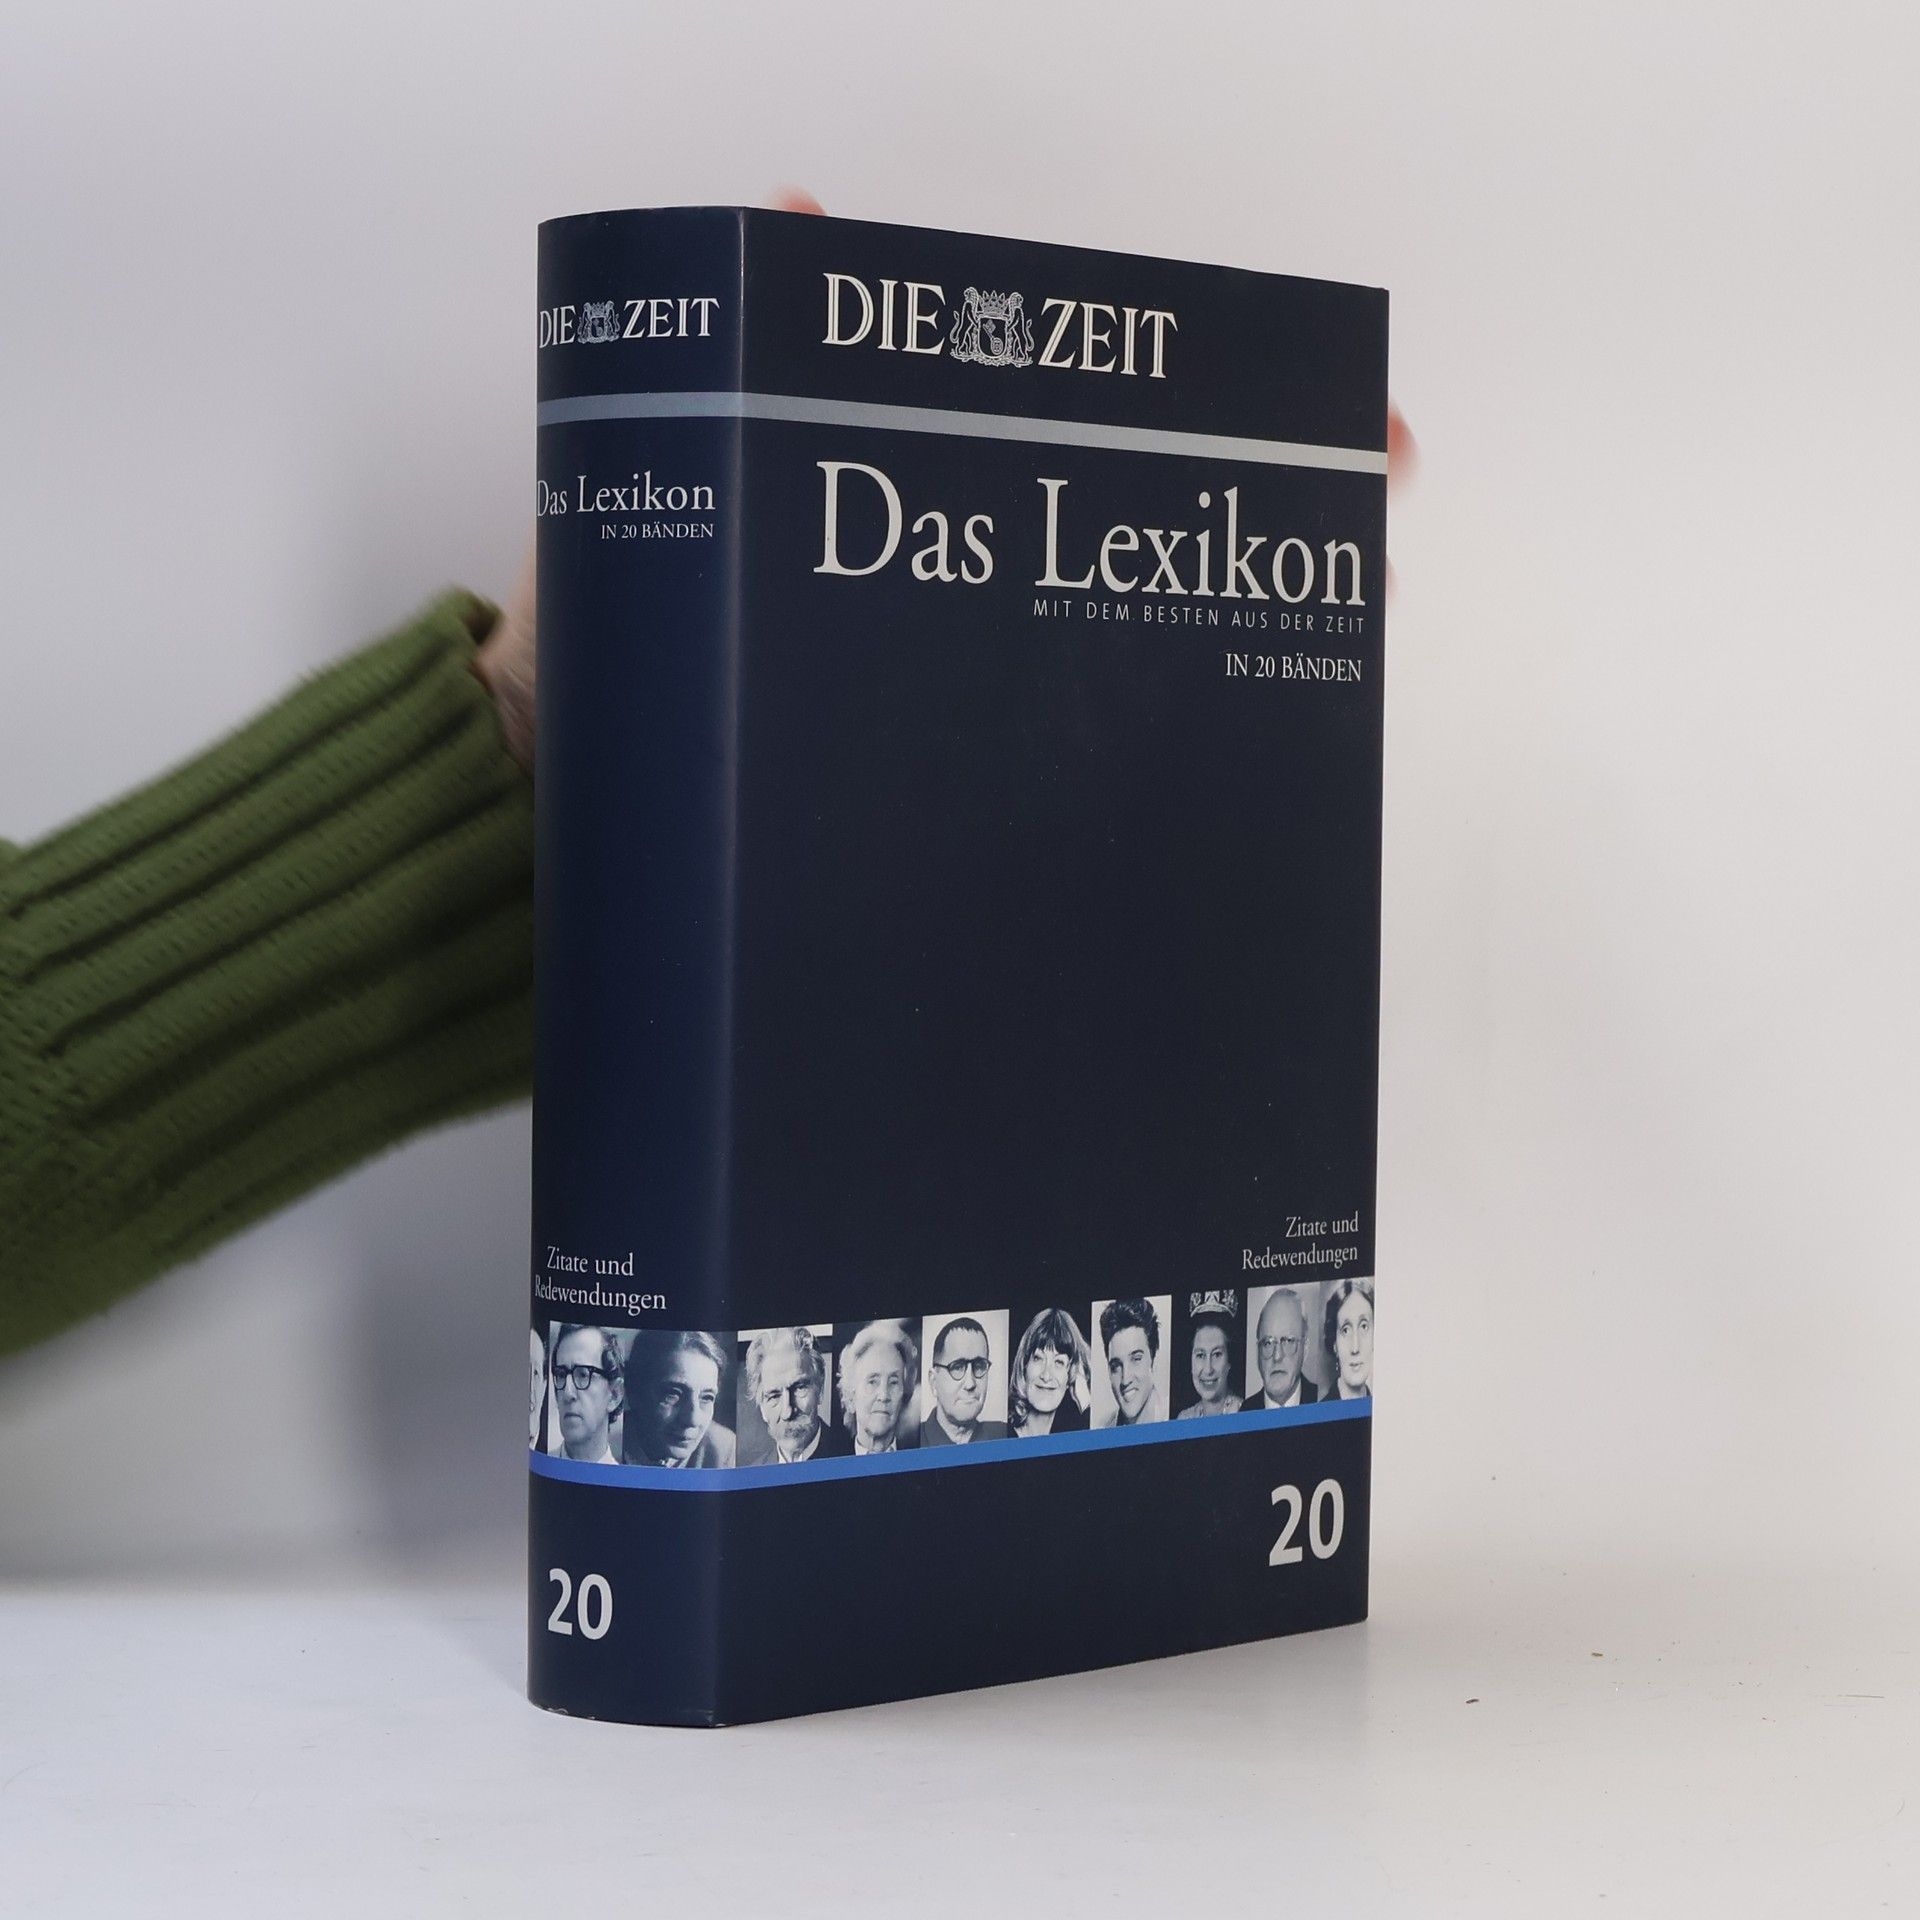 DIE ZEIT
Das Lexikon
IN 20 BÄNDEN
Zitate und
Redewendungen
20
DIE ZEIT
Das Lexikon
MIT DEM BESTEN AUS DER ZEIT
IN 20 BÄNDEN
Zitate und
Redewendungen
20